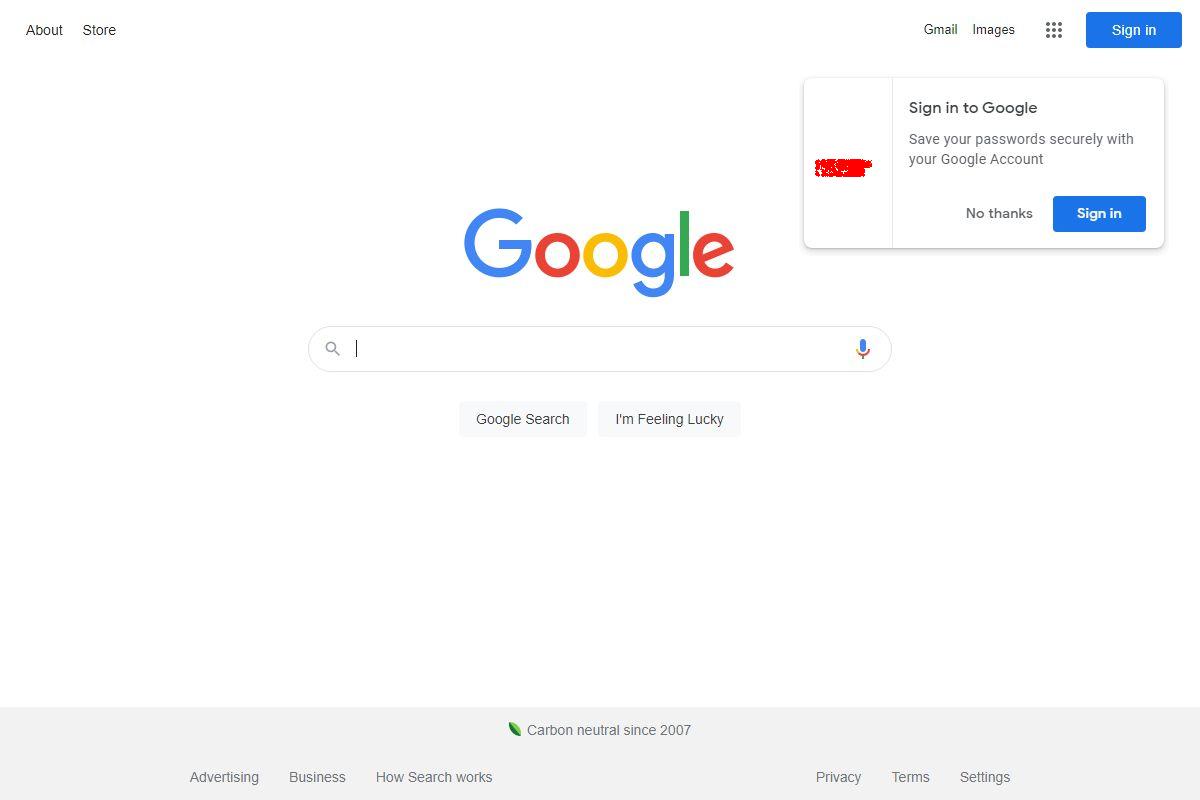 About Store
Gmail Images Sign in
Sign in to Google
Save your passwords securely with
your Google Account
No thanks Sign in
Google
Google Search I'm Feeling Lucky
Carbon neutral since 2007
Advertising Business How Search works
Privacy Terms Settings